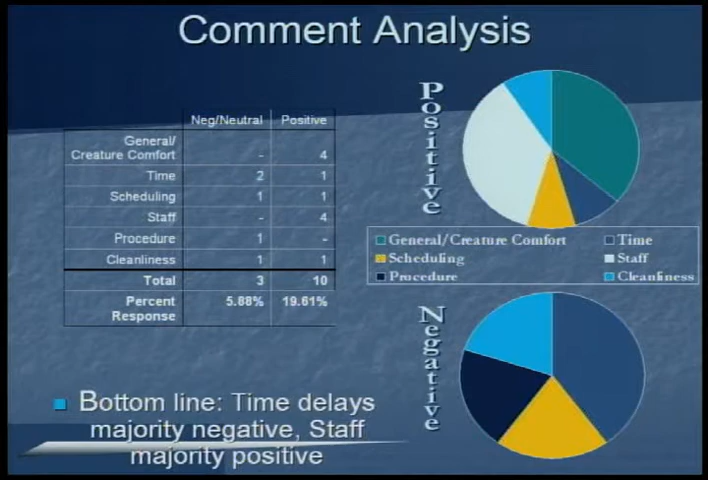 Comment Analysis
Neg/Neutral Positive
General/
Creature Comfort - 4
Time 2 1
Scheduling 1 1
Staff - 4
Procedure 1 -
Cleanliness 1 1
Total 3 10
Percent 5.88% 19.61%
Response
Bottom line: Time delays
majority negative, Staff
majority positive
Positive
General/Creature Comfort Time
Scheduling Staff
Procedure Cleanliness
Negative